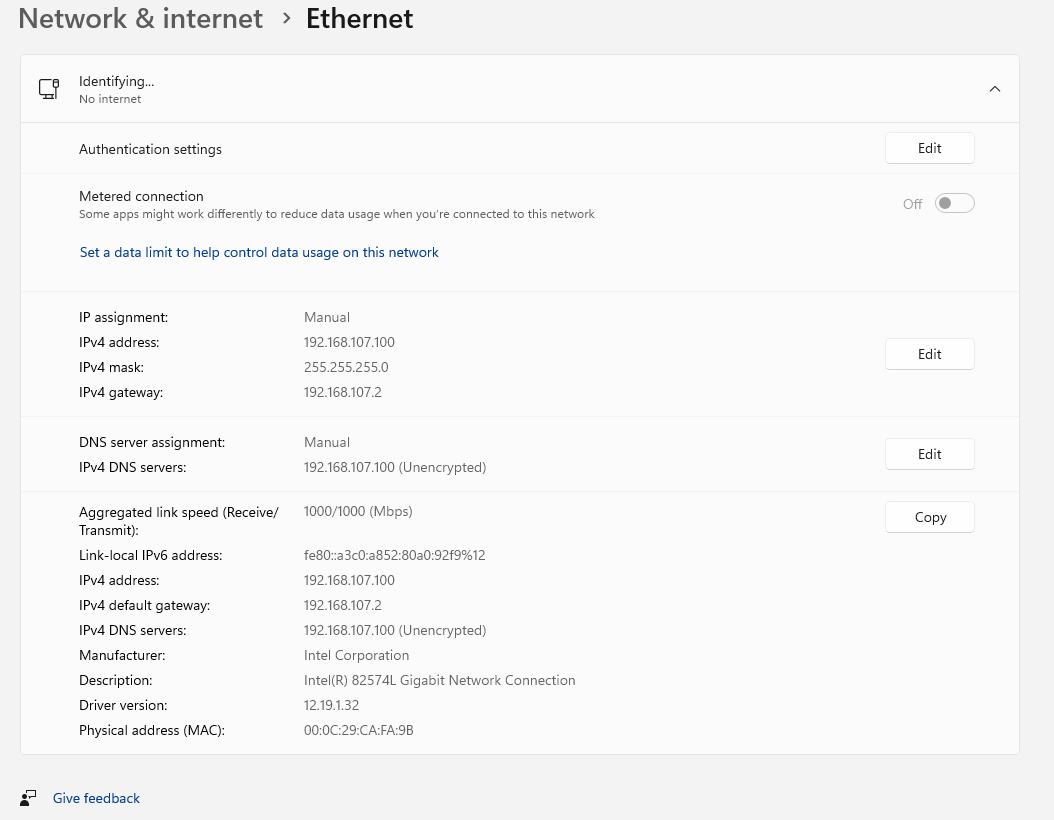 Network & internet › Ethernet
Identifying...
No internet
Authentication settings
Edit
Metered connection
Some apps might work differently to reduce data usage when you're connected to this network
Off
Set a data limit to help control data usage on this network
IP assignment: Manual
IPv4 address: 192.168.107.100
IPv4 mask: 255.255.255.0
IPv4 gateway: 192.168.107.2
Edit
DNS server assignment: Manual
IPv4 DNS servers: 192.168.107.100 (Unencrypted)
Edit
Aggregated link speed (Receive/
Transmit): 1000/1000 (Mbps)
Copy
Link-local IPv6 address: fe80::a3c0:a852:80a0:92f9%12
IPv4 address: 192.168.107.100
IPv4 default gateway: 192.168.107.2
IPv4 DNS servers: 192.168.107.100 (Unencrypted)
Manufacturer: Intel Corporation
Description: Intel(R) 82574L Gigabit Network Connection
Driver version: 12.19.1.32
Physical address (MAC): 00:0C:29:CA:FA:9B
Give feedback